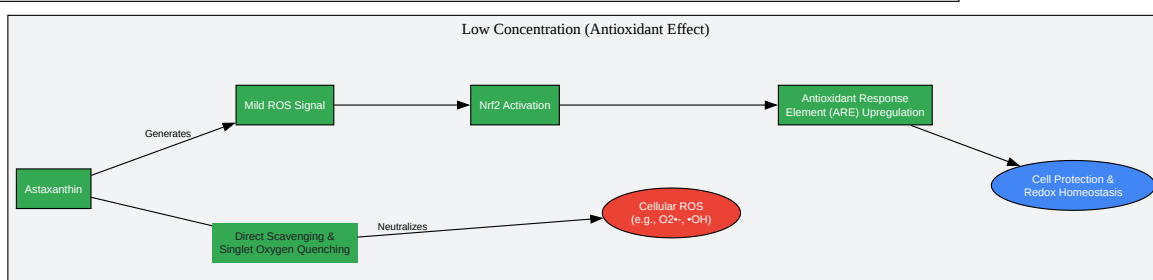 Low Concentration (Antioxidant Effect)
Mild ROS Signal
Nrf2 Activation
Antioxidant Response
Element (ARE) Upregulation
Generates
Astaxanthin
Cell Protection &
Redox Homeostasis
Cellular ROS
(e.g., O2•-, •OH)
Neutralizes
Direct Scavenging &
Singlet Oxygen Quenching